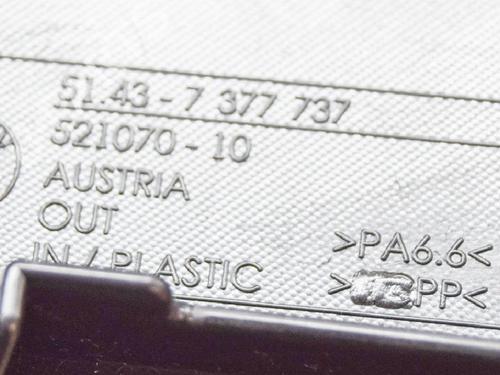 51.43 - 7 377 737
521070 - 10
AUSTRIA
OUT >PA6.6<
IN / PLASTIC > PP<